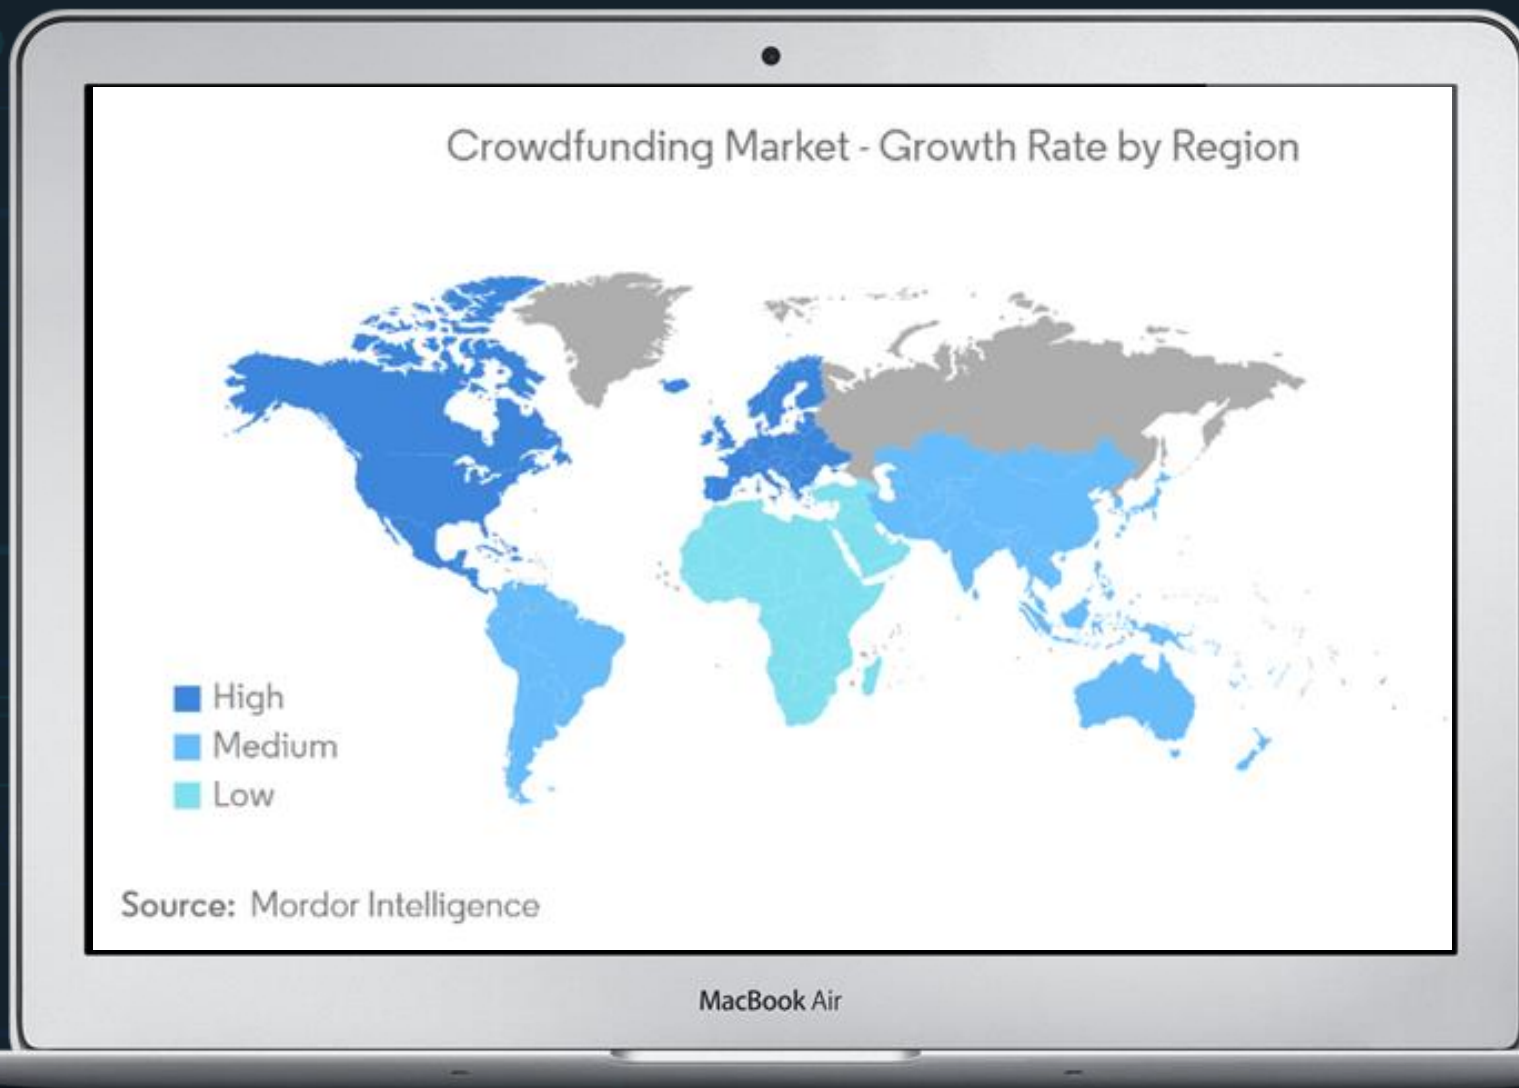 Crowdfunding Market - Growth Rate by Region
High
Medium
Low
Source: Mordor Intelligence
MacBook Air